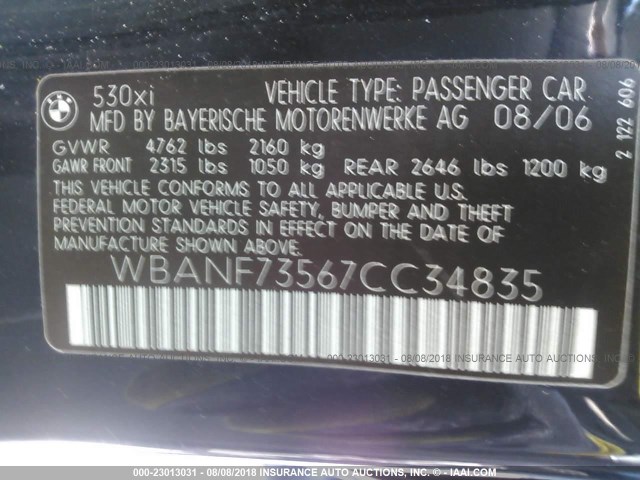 530xi VEHICLE TYPE: PASSENGER CAR
MFD BY BAYERISCHE MOTORENWERKE AG 08/06
GVWR 4762 lbs 2160 kg
GAWR FRONT 2315 lbs 1050 kg REAR 2646 lbs 1200 kg
THIS VEHICLE CONFORMS TO ALL APPLICABLE U.S.
FEDERAL MOTOR VEHICLE SAFETY, BUMPER AND THEFT
PREVENTION STANDARDS IN EFFECT ON THE DATE OF
MANUFACTURE SHOWN ABOVE.
WBANF73567CC34835
2 122 606
000-23013031 - 08/08/2018 - INSURANCE AUTO AUCTIONS, INC. - © - IAAI.COM
000-23013031 - 08/08/2018 INSURANCE AUTO AUCTIONS, INC. - © - IAAI.COM